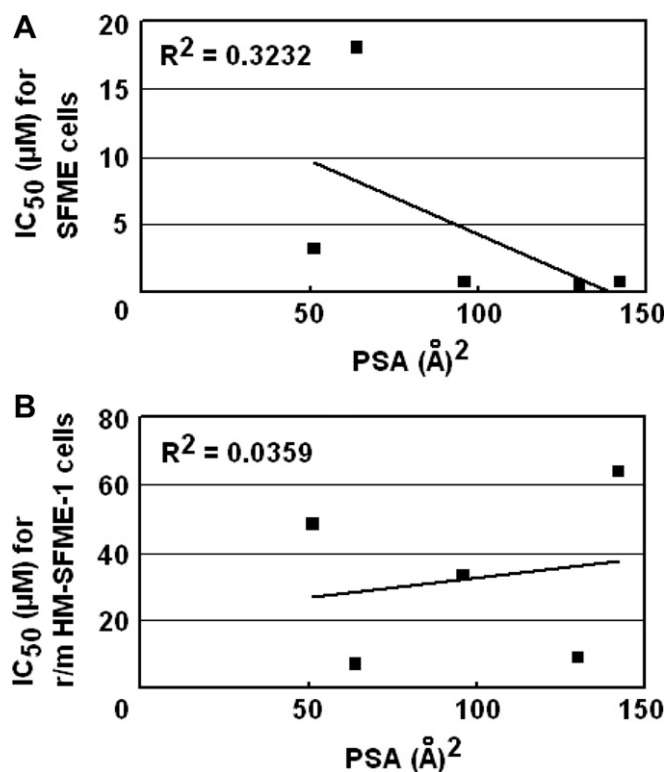 A
R² = 0.3232
IC₅₀ (µM) for
SFME cells
20
15
10
5
0
50
100
150
PSA (Å)²
B
R² = 0.0359
IC₅₀ (µM) for
r/m HM-SFME-1 cells
80
60
40
20
0
50
100
150
PSA (Å)²